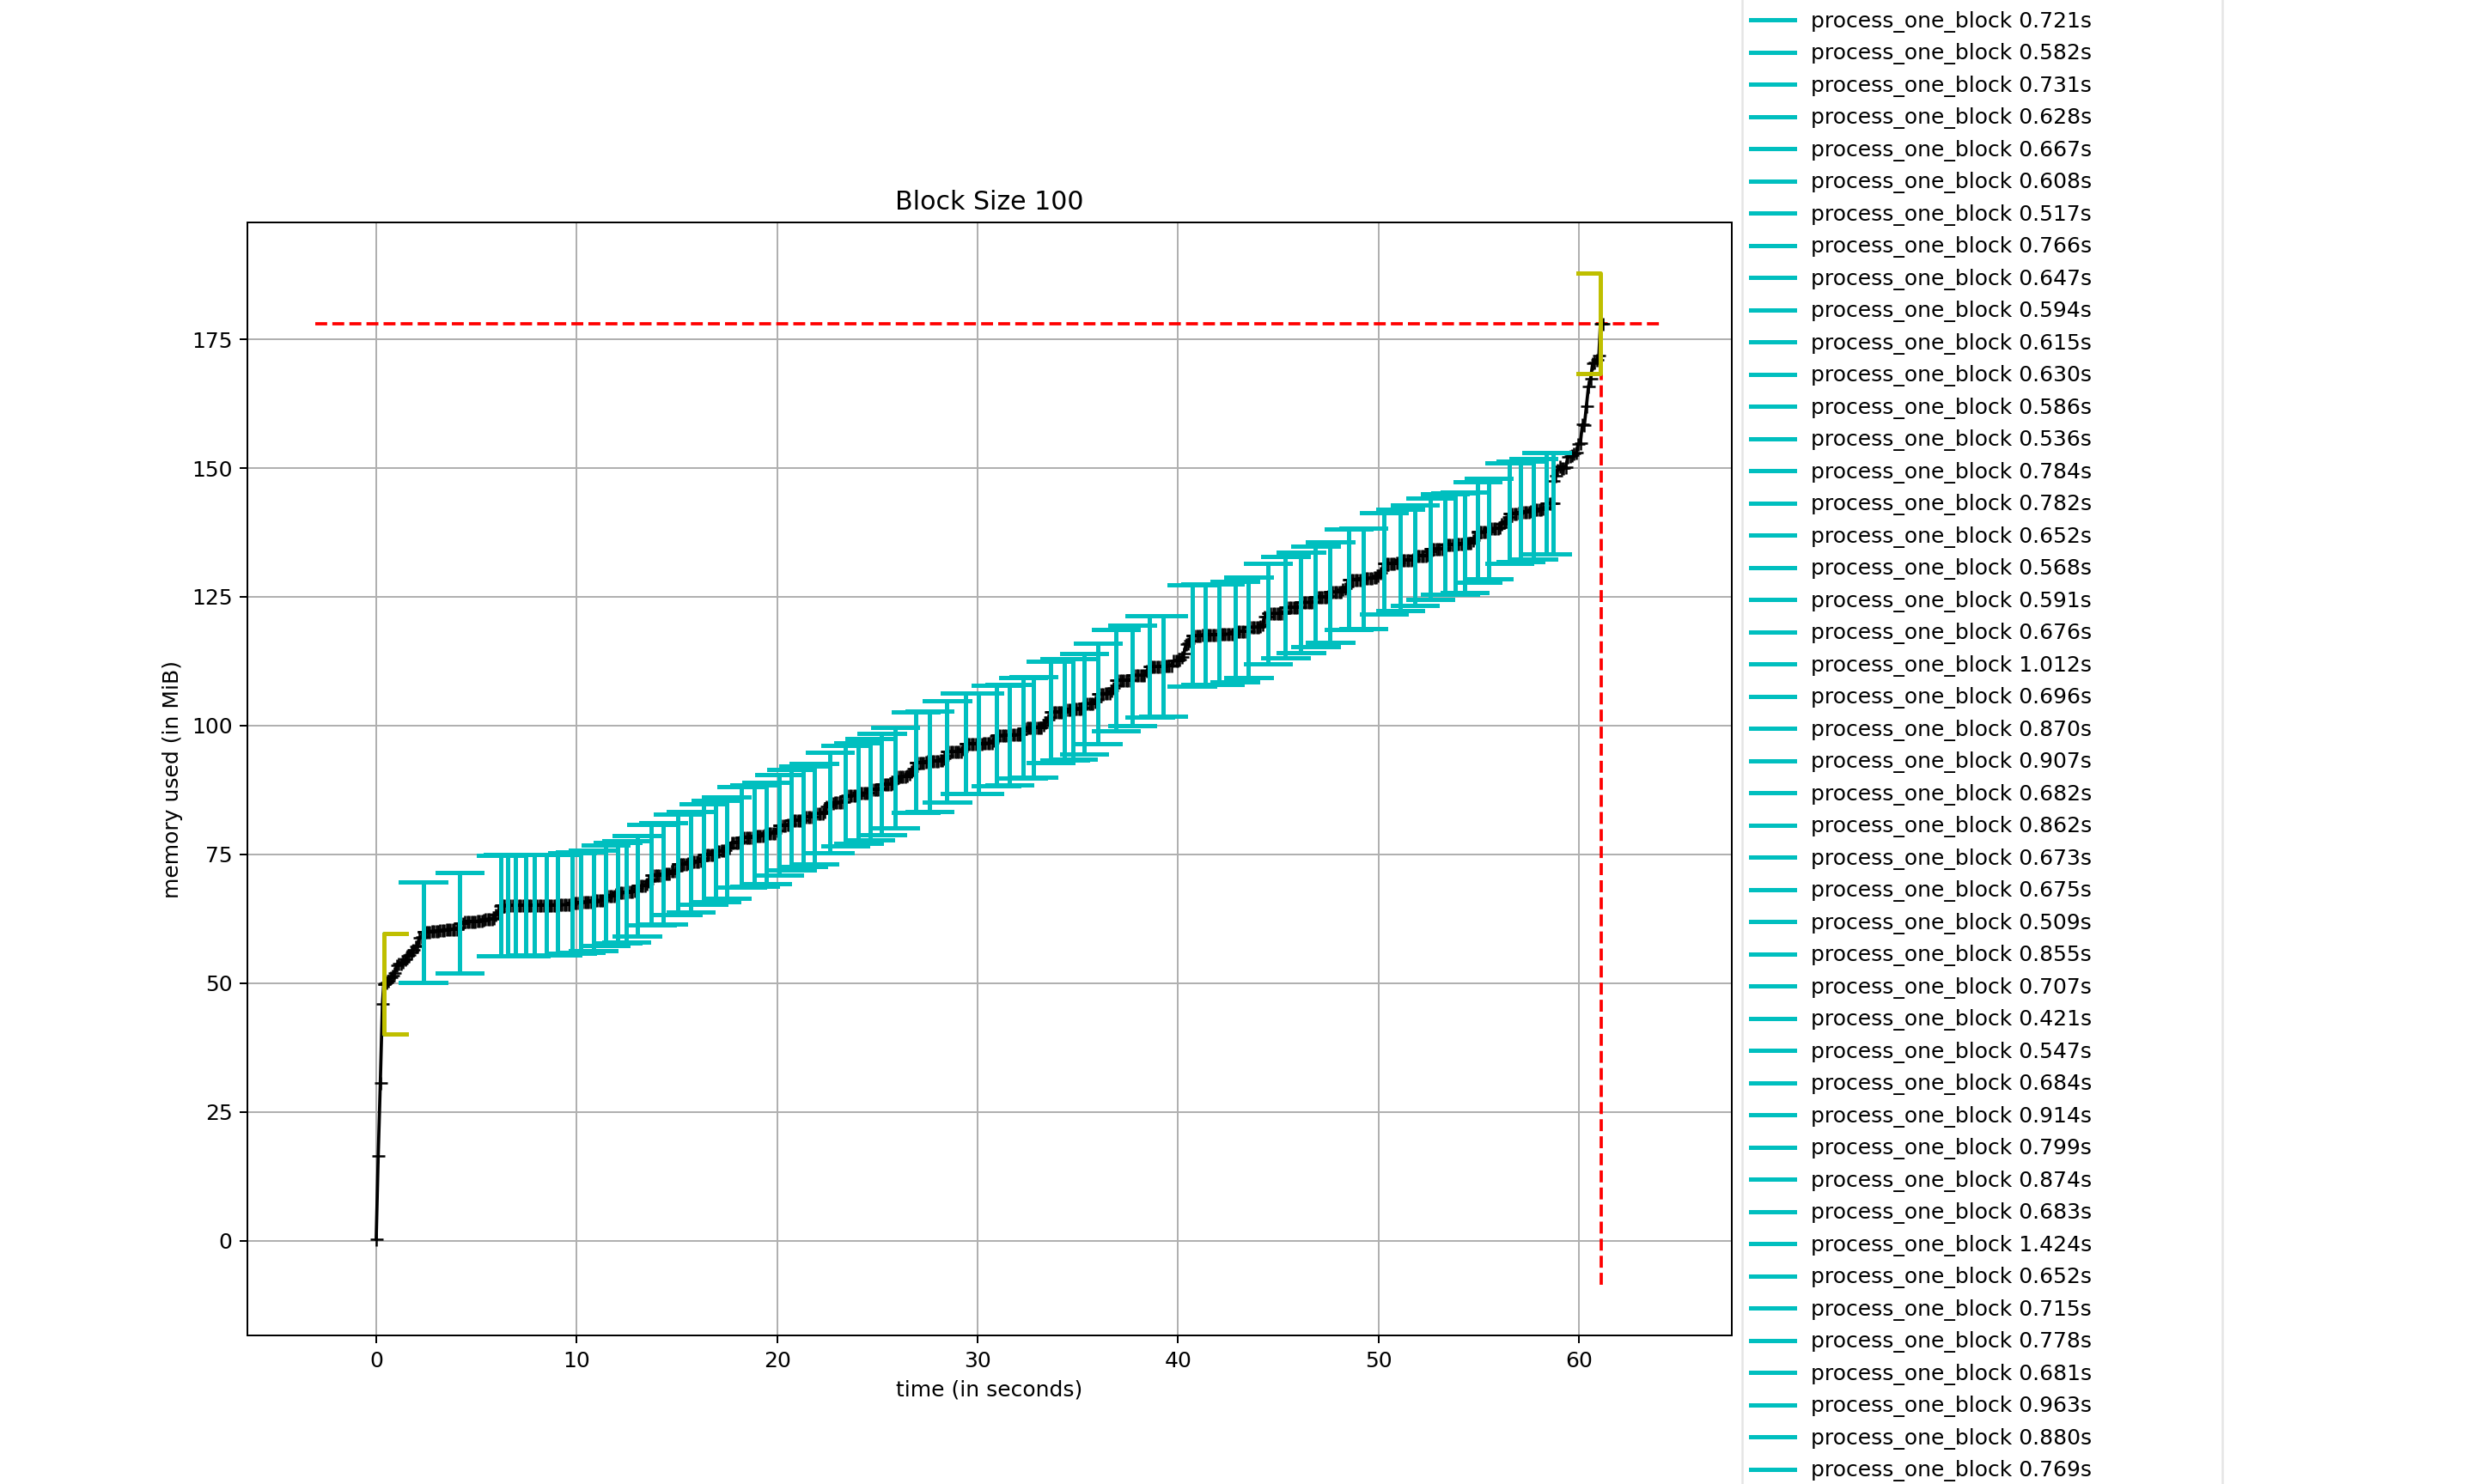 Block Size 100
175
150
125
100
75
50
25
0
memory used (in MiB)
0 10 20 30 40 50 60
time (in seconds)
process_one_block 0.721s
process_one_block 0.582s
process_one_block 0.731s
process_one_block 0.628s
process_one_block 0.667s
process_one_block 0.608s
process_one_block 0.517s
process_one_block 0.766s
process_one_block 0.647s
process_one_block 0.594s
process_one_block 0.615s
process_one_block 0.630s
process_one_block 0.586s
process_one_block 0.536s
process_one_block 0.784s
process_one_block 0.782s
process_one_block 0.652s
process_one_block 0.568s
process_one_block 0.591s
process_one_block 0.676s
process_one_block 1.012s
process_one_block 0.696s
process_one_block 0.870s
process_one_block 0.907s
process_one_block 0.682s
process_one_block 0.862s
process_one_block 0.673s
process_one_block 0.675s
process_one_block 0.509s
process_one_block 0.855s
process_one_block 0.707s
process_one_block 0.421s
process_one_block 0.547s
process_one_block 0.684s
process_one_block 0.914s
process_one_block 0.799s
process_one_block 0.874s
process_one_block 0.683s
process_one_block 1.424s
process_one_block 0.652s
process_one_block 0.715s
process_one_block 0.778s
process_one_block 0.681s
process_one_block 0.963s
process_one_block 0.880s
process_one_block 0.769s